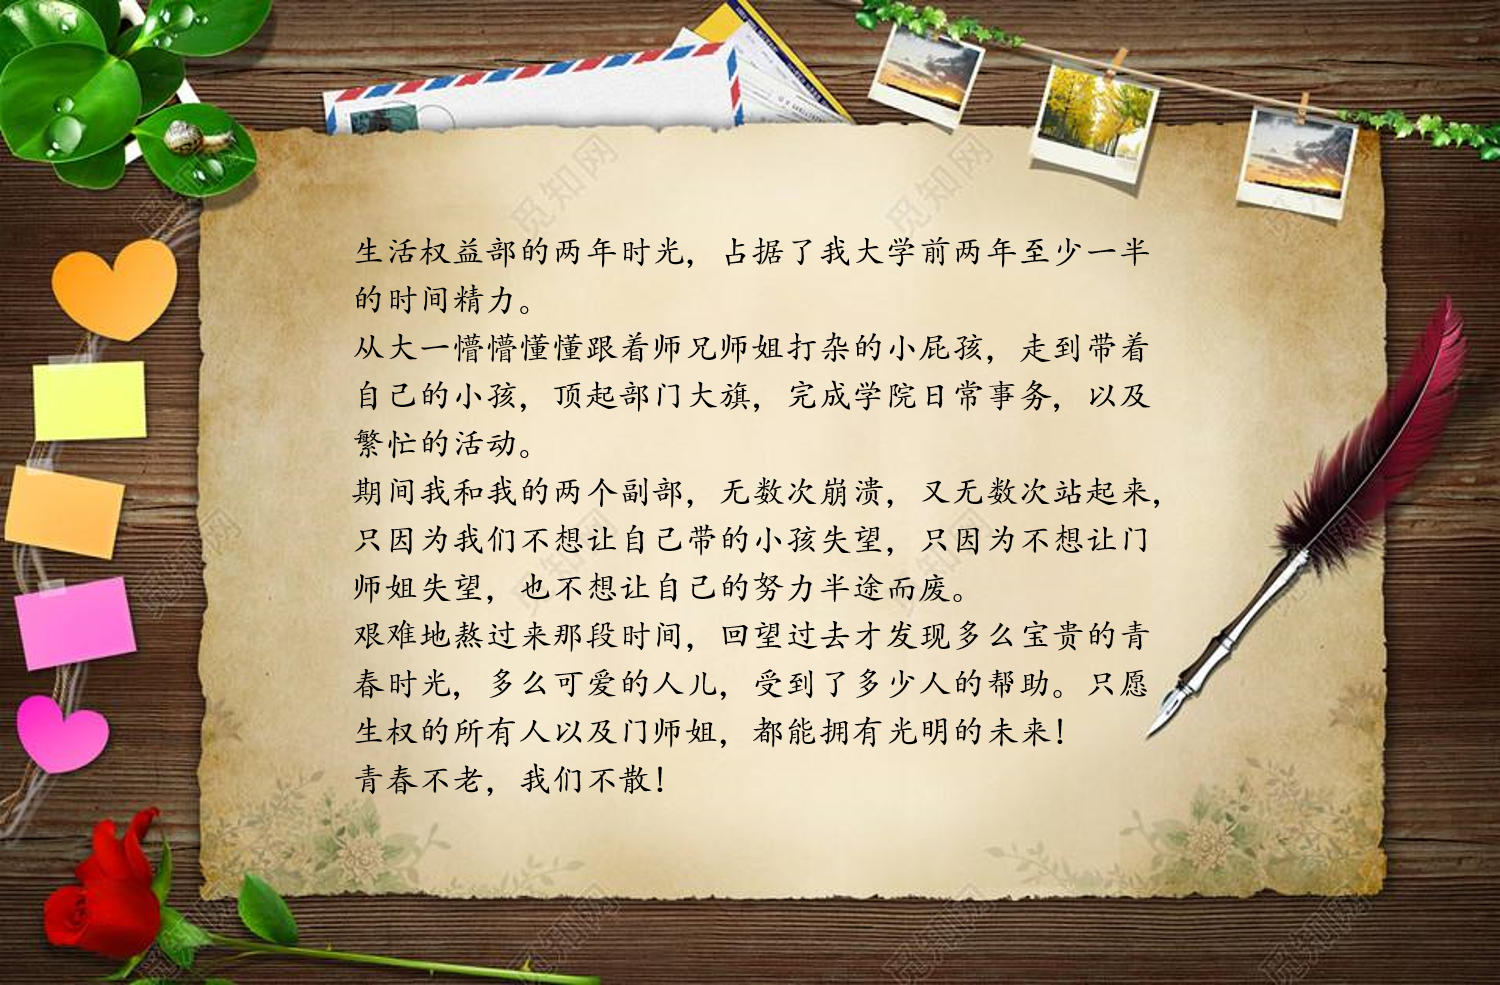 生活权益部的两年时光，占据了我大学前两年至少一半
的时间精力。
从大一懵懵懂懂跟着师兄师姐打杂的小屁孩，走到带着
自己的小孩，顶起部门大旗，完成学院日常事务，以及
繁忙的活动。
期间我和我的两个副部，无数次崩溃，又无数次站起来，
只因为我们不想让自己带的小孩失望，只因为不想让门
师姐失望，也不想让自己的努力半途而废。
艰难地熬过来那段时间，回望过去才发现多么宝贵的青
春时光，多么可爱的人儿，受到了多少人的帮助。只愿
生权的所有人以及门师姐，都能拥有光明的未来！
青春不老，我们不散！
觅知网